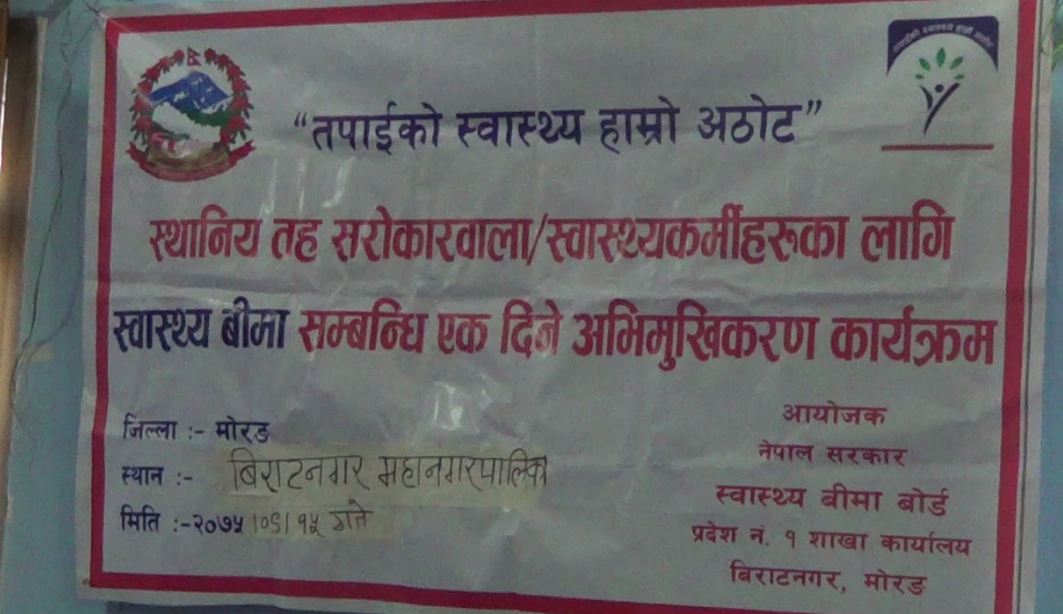 “तपाईको स्वास्थ्य हाम्रो अठोट”
स्थानिय तह सरोकारवाला/स्वास्थ्यकर्मीहरूका लागि
स्वास्थ्य बीमा सम्बन्धि एक दिने अभिमुखिकरण कार्यक्रम
जिल्ला :- मोरङ
स्थान :- बिराटनगर महानगरपालिका
मिति :-२०७५।०९।१५ गते
आयोजक
नेपाल सरकार
स्वास्थ्य बीमा बोर्ड
प्रदेश नं. १ शाखा कार्यालय
बिराटनगर, मोरङ